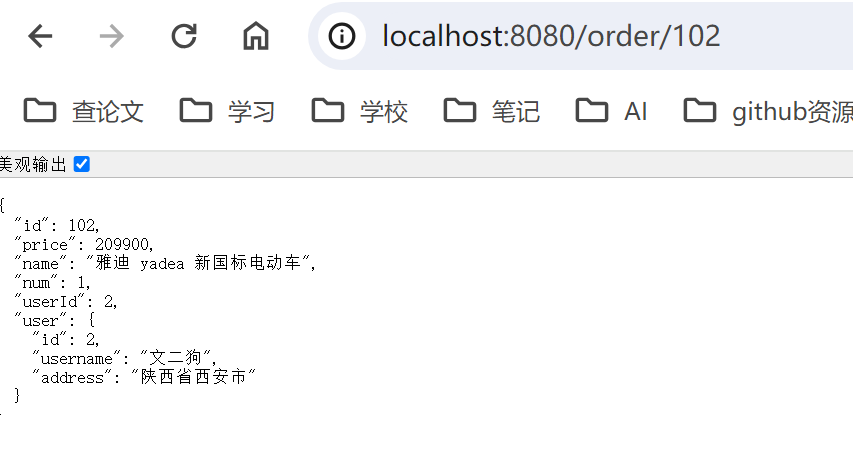 localhost:8080/order/102
查论文 学习 学校 笔记 AI github资源
美观输出
{
"id": 102,
"price": 209900,
"name": "雅迪 yadea 新国标电动车",
"num": 1,
"userId": 2,
"user": {
"id": 2,
"username": "文二狗",
"address": "陕西省西安市"
}